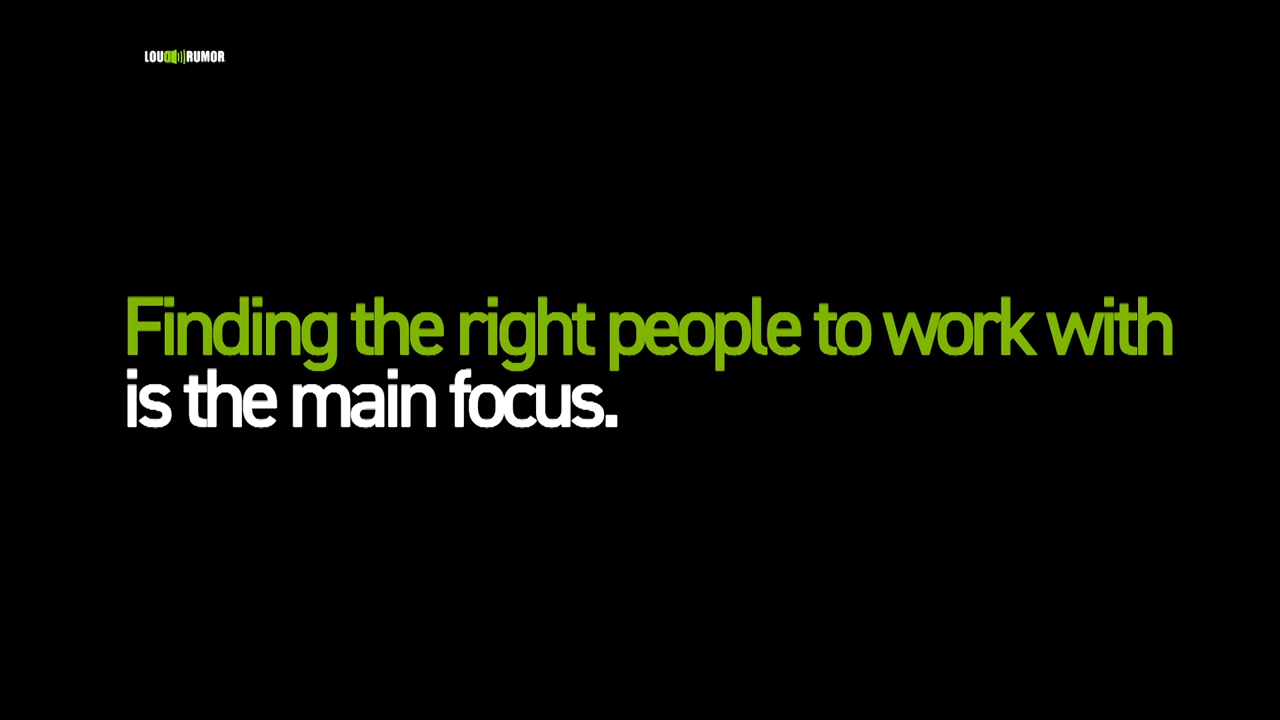 LOUD RUMOR
Finding the right people to work with
is the main focus.